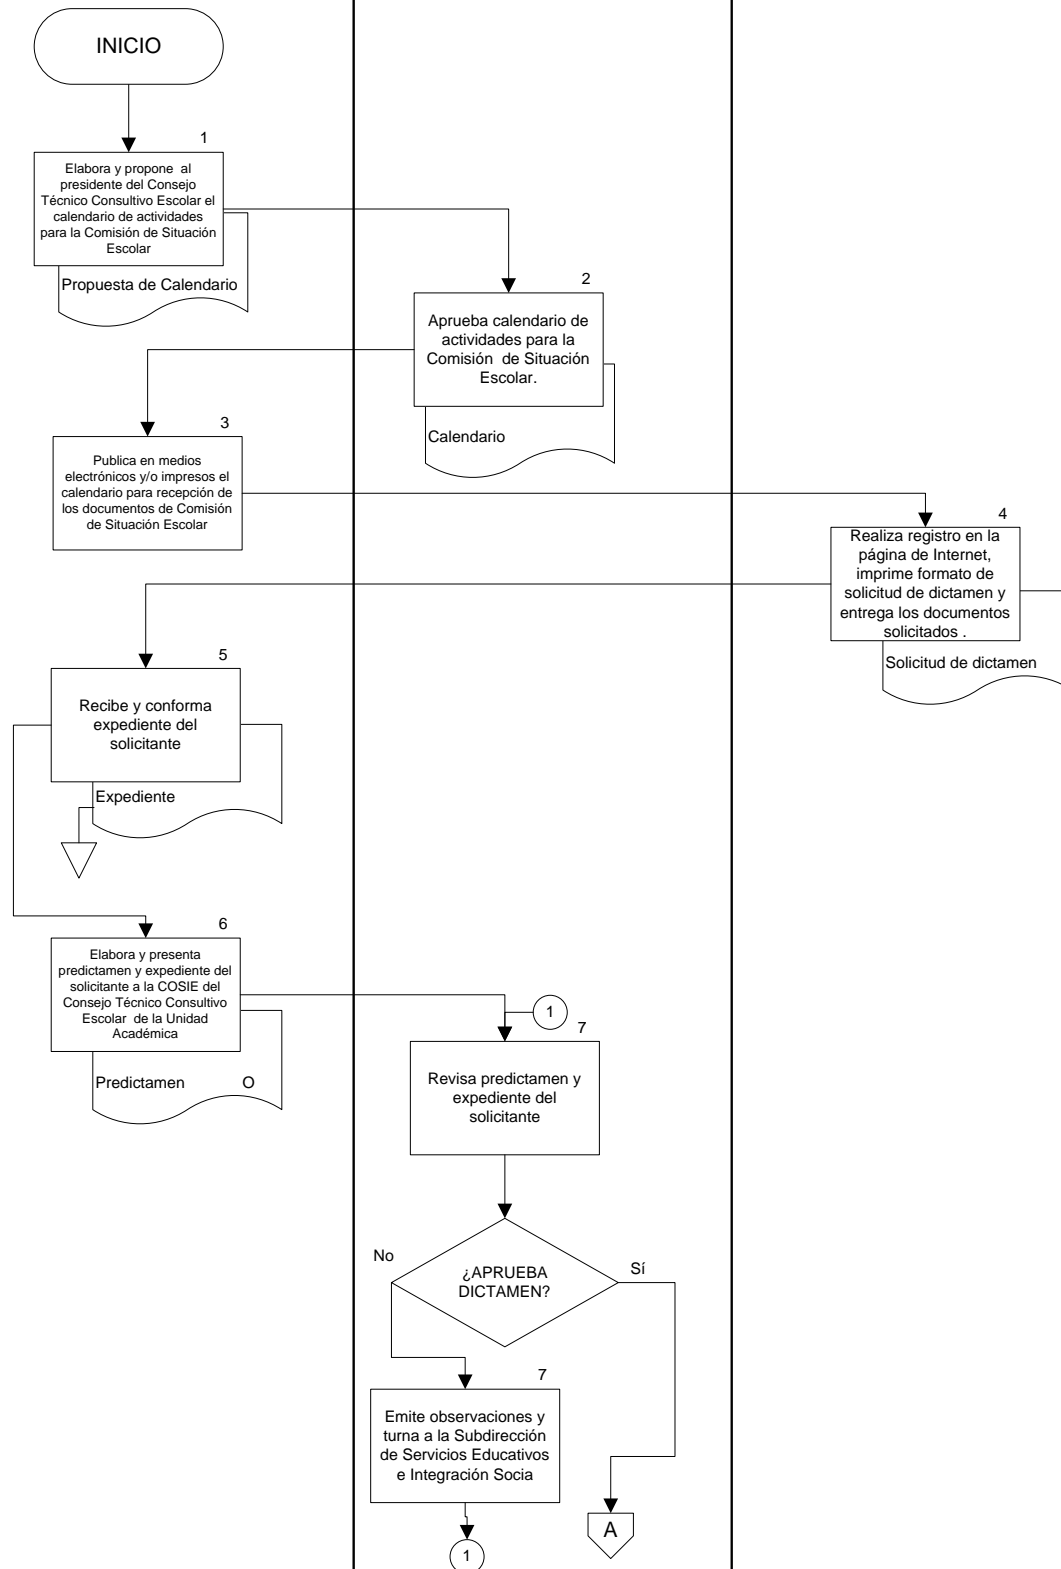 INICIO
1
Elabora y propone al
presidente del Consejo
Técnico Consultivo Escolar el
calendario de actividades
para la Comisión de Situación
Escolar
Propuesta de Calendario
2
Aprueba calendario de
actividades para la
Comisión de Situación
Escolar.
Calendario
3
Publica en medios
electrónicos y/o impresos el
calendario para recepción de
los documentos de Comisión
de Situación Escolar
4
Realiza registro en la
página de Internet,
imprime formato de
solicitud de dictamen y
entrega los documentos
solicitados .
Solicitud de dictamen
5
Recibe y conforma
expediente del
solicitante
Expediente
6
Elabora y presenta
predictamen y expediente del
solicitante a la COSIE del
Consejo Técnico Consultivo
Escolar de la Unidad
Académica
Predictamen O
1
7
Revisa predictamen y
expediente del
solicitante
¿APRUEBA
DICTAMEN?
No
Sí
7
Emite observaciones y
turna a la Subdirección
de Servicios Educativos
e Integración Socia
A
1